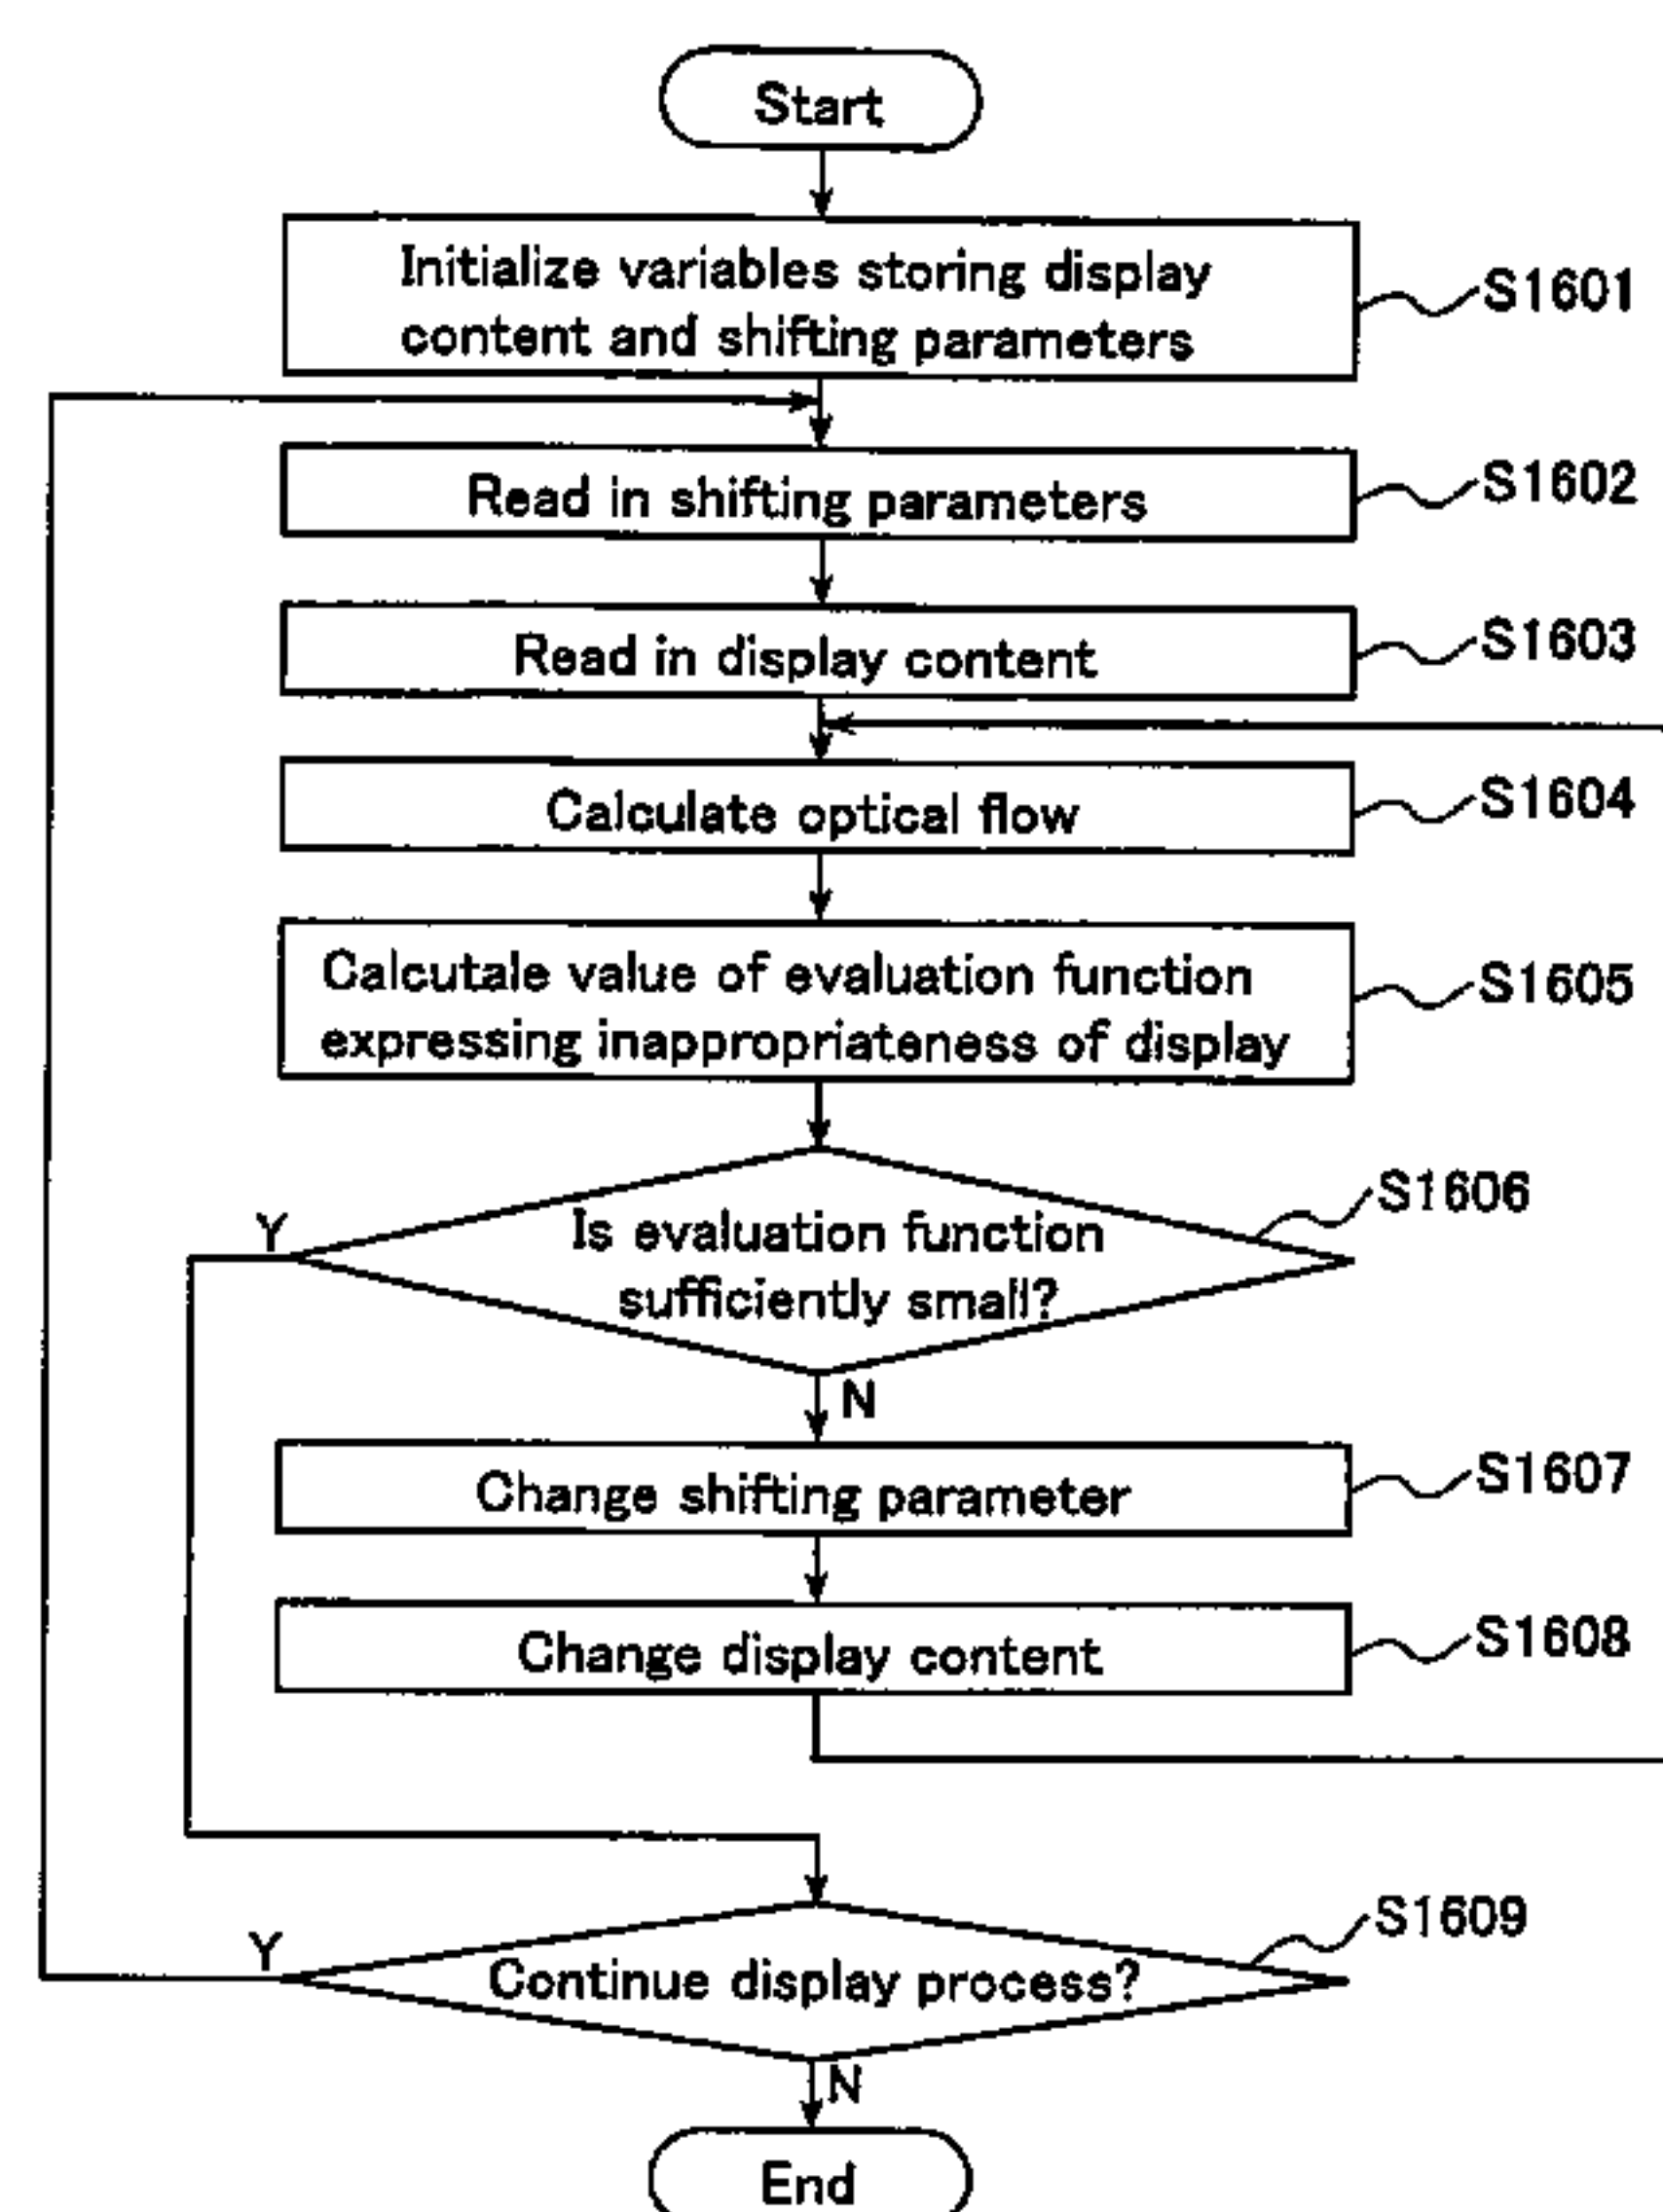 Start
Initialize variables storing display
content and shifting parameters
S1601
Read in shifting parameters
S1602
Read in display content
S1603
Calculate optical flow
S1604
Calcutale value of evaluation function
expressing inappropriateness of display
S1605
Is evaluation function
sufficiently small?
S1606
Y
N
Change shifting parameter
S1607
Change display content
S1608
Continue display process?
S1609
Y
N
End